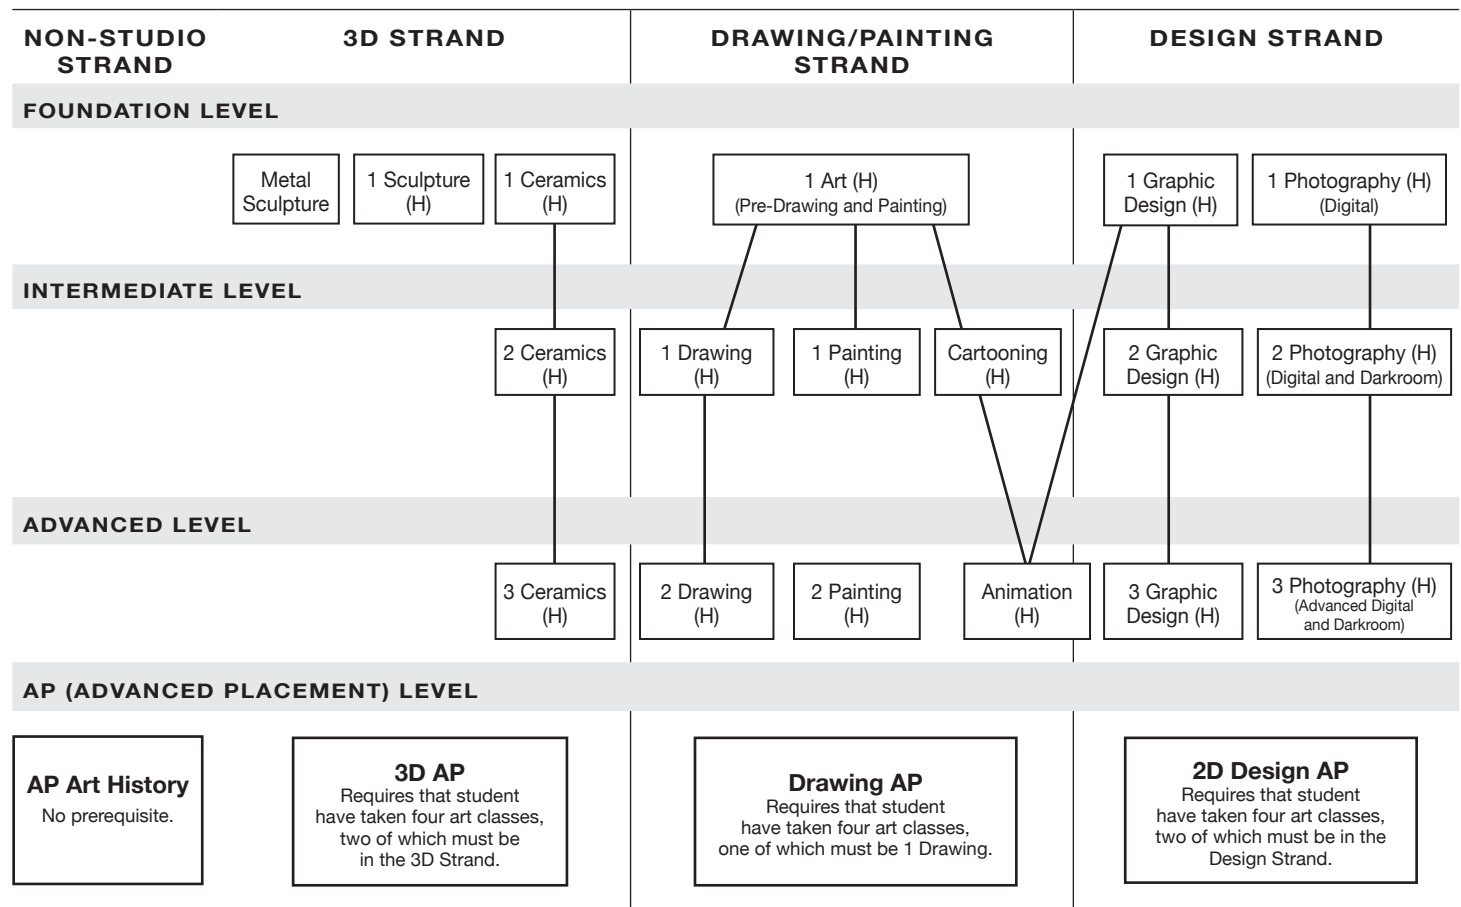 NON-STUDIO
STRAND
3D STRAND
DRAWING/PAINTING
STRAND
DESIGN STRAND
FOUNDATION LEVEL
Metal
Sculpture
1 Sculpture
(H)
1 Ceramics
(H)
1 Art (H)
(Pre-Drawing and Painting)
1 Graphic
Design (H)
1 Photography (H)
(Digital)
INTERMEDIATE LEVEL
2 Ceramics
(H)
1 Drawing
(H)
1 Painting
(H)
Cartooning
(H)
2 Graphic
Design (H)
2 Photography (H)
(Digital and Darkroom)
ADVANCED LEVEL
3 Ceramics
(H)
2 Drawing
(H)
2 Painting
(H)
Animation
(H)
3 Graphic
Design (H)
3 Photography (H)
(Advanced Digital
and Darkroom)
AP (ADVANCED PLACEMENT) LEVEL
AP Art History
No prerequisite.
3D AP
Requires that student
have taken four art classes,
two of which must be
in the 3D Strand.
Drawing AP
Requires that student
have taken four art classes,
one of which must be 1 Drawing.
2D Design AP
Requires that student
have taken four art classes,
two of which must be in the
Design Strand.